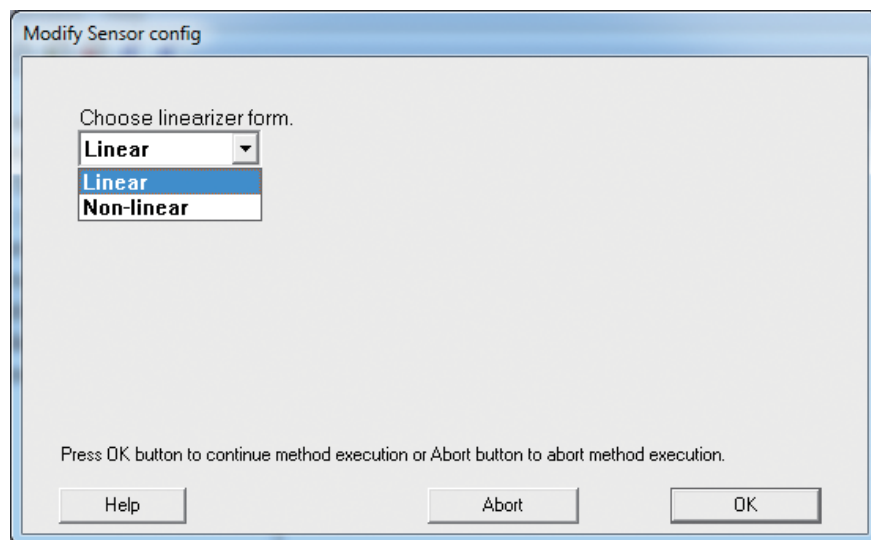 Modify Sensor config
Choose linearizer form.
Linear
Linear
Non-linear
Press OK button to continue method execution or Abort button to abort method execution.
Help
Abort
OK